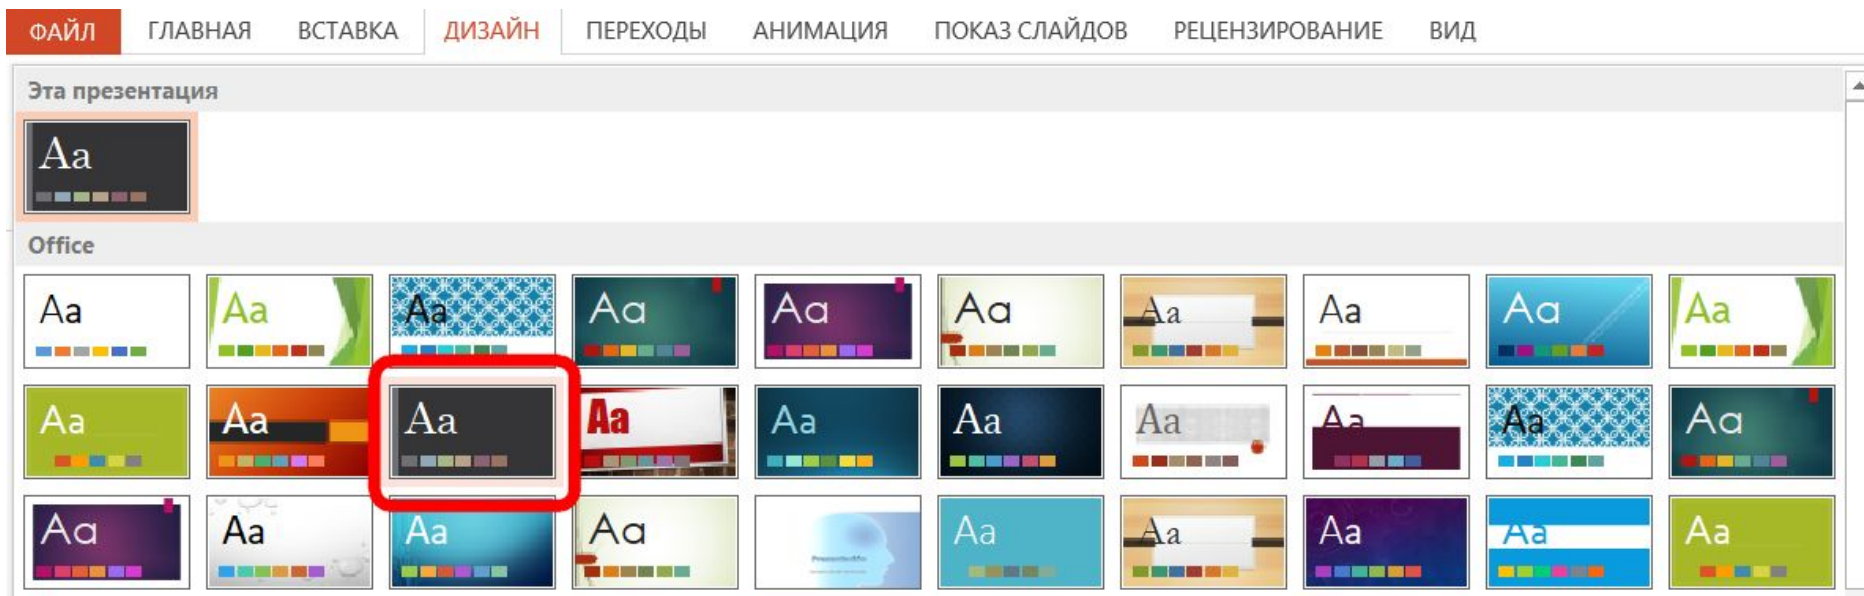 ФАЙЛ ГЛАВНАЯ ВСТАВКА ДИЗАЙН ПЕРЕХОДЫ АНИМАЦИЯ ПОКАЗ СЛАЙДОВ РЕЦЕНЗИРОВАНИЕ ВИД
Эта презентация
Aa
Office
Aa Aa Aa Aa Aa Aa Aa Aa Aa Aa
Aa Aa Aa Aa Aa Aa Aa Aa Aa Aa
Aa Aa Aa Aa Aa Aa Aa Aa Aa